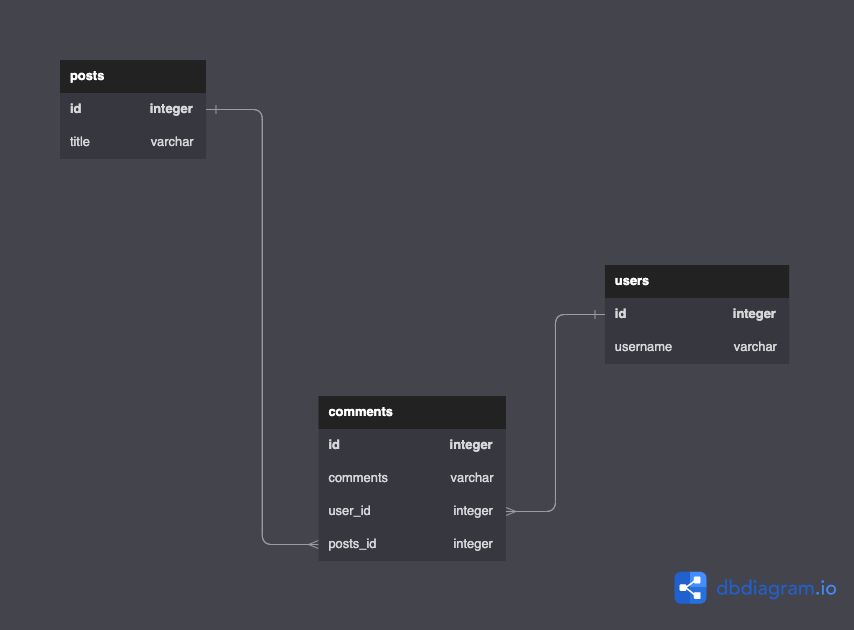 posts
id integer
title varchar
users
id integer
username varchar
comments
id integer
comments varchar
user_id integer
posts_id integer
dbdiagram.io